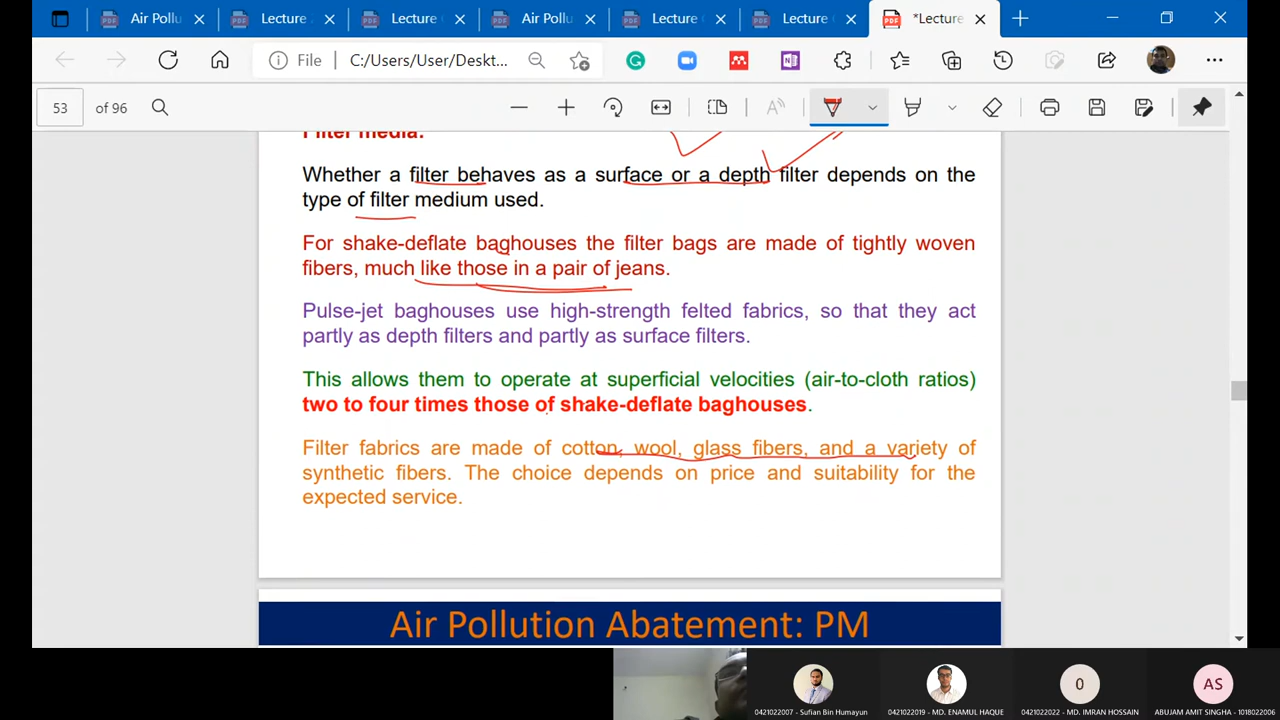 Air Pollu
Lecture
Lecture
Air Pollu
Lecture
Lecture
*Lecture
File
C:/Users/User/Deskt...
53
of 96
Filter media:
Whether a filter behaves as a surface or a depth filter depends on the
type of filter medium used.
For shake-deflate baghouses the filter bags are made of tightly woven
fibers, much like those in a pair of jeans.
Pulse-jet baghouses use high-strength felted fabrics, so that they act
partly as depth filters and partly as surface filters.
This allows them to operate at superficial velocities (air-to-cloth ratios)
two to four times those of shake-deflate baghouses.
Filter fabrics are made of cotton, wool, glass fibers, and a variety of
synthetic fibers. The choice depends on price and suitability for the
expected service.
Air Pollution Abatement: PM
0
AS
0421022007 - Sufian Bin Humayun
0421022019 - MD. ENAMUL HAQUE
0421022022 - MD. IMRAN HOSSAIN
ABUJAM AMIT SINGHA - 1018022006